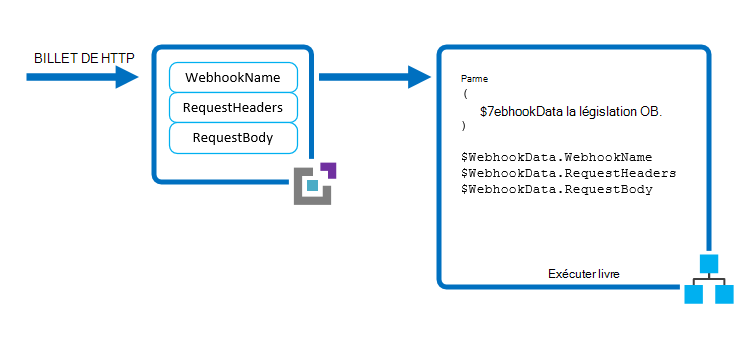 BILLET DE HTTP
WebhookName
RequestHeaders
RequestBody
Parme
(
$7ebhookData la législation OB.
)
$WebhookData.WebhookName
$WebhookData.RequestHeaders
$WebhookData.RequestBody
Exécuter livre